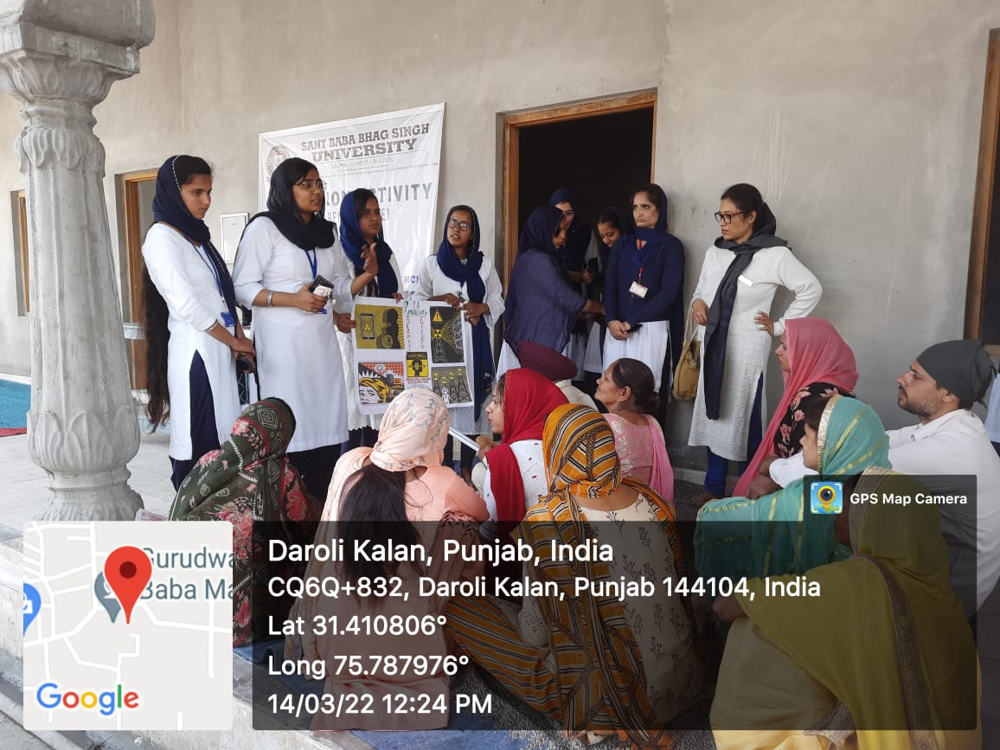 SANT BABA BHAG SINGH
UNIVERSITY
TIVITY
WARNING
GPS Map Camera
Daroli Kalan, Punjab, India
CQ6Q+832, Daroli Kalan, Punjab 144104, India
Lat 31.410806°
Long 75.787976°
14/03/22 12:24 PM
Gurudwa
Baba Ma
Google